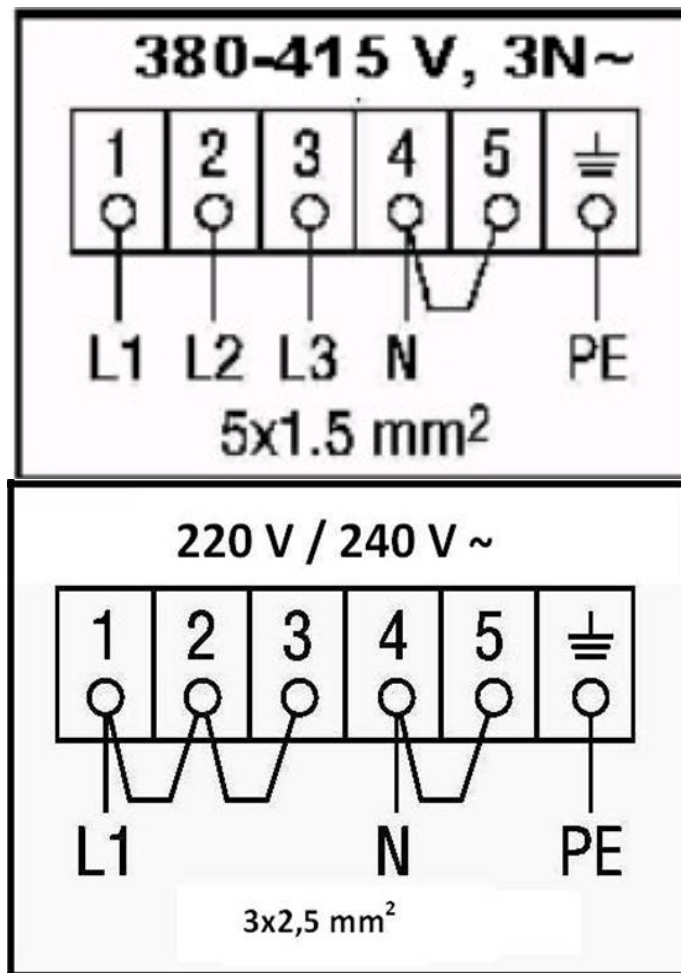 380-415 V, 3N~
1 2 3 4 5
L1 L2 L3 N PE
5x1.5 mm²
220 V / 240 V ~
1 2 3 4 5
L1 N PE
3x2,5 mm²